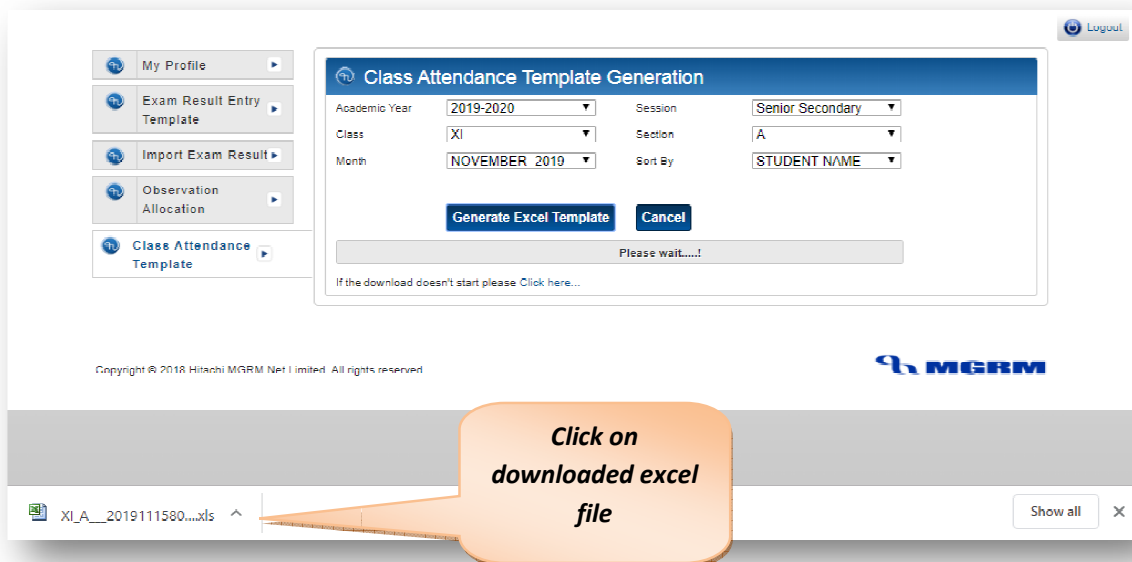 Logout
My Profile
Exam Result Entry
Template
Import Exam Result
Observation
Allocation
Class Attendance
Template
Class Attendance Template Generation
Academic Year 2019-2020 Session Senior Secondary
Class XI Section A
Month NOVEMBER 2019 Sort By STUDENT NAME
Generate Excel Template Cancel
Please wait.....!
If the download doesn't start please Click here...
Copyright © 2018 Hitachi MGRM Net Limited. All rights reserved
MGRM
Click on
downloaded excel
file
XI_A___2019111580....xls
Show all